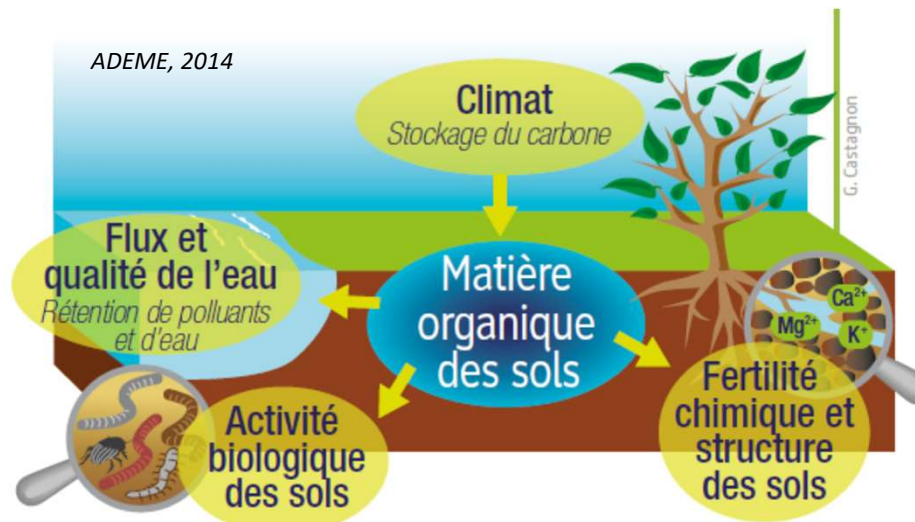 ADEME, 2014
Climat
Stockage du carbone
G. Castagnon
Flux et
qualité de l'eau
Rétention de polluants
et d'eau
Matière
organique
des sols
Ca²⁺
Mg²⁺
K⁺
Fertilité
chimique et
structure
des sols
Activité
biologique
des sols